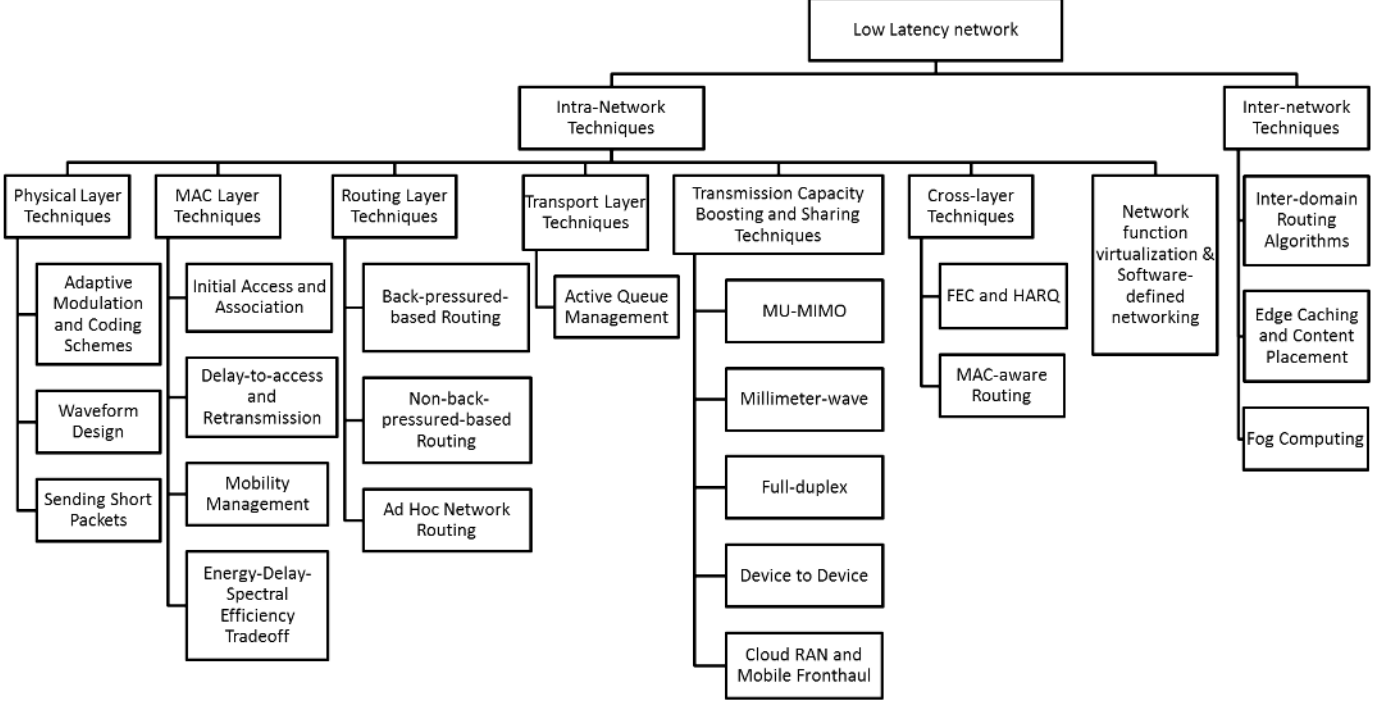 Low Latency network
Intra-Network
Techniques
Inter-network
Techniques
Physical Layer
Techniques
MAC Layer
Techniques
Routing Layer
Techniques
Transport Layer
Techniques
Transmission Capacity
Boosting and Sharing
Techniques
Cross-layer
Techniques
Network
function
virtualization &
Software-
defined
networking
Adaptive
Modulation
and Coding
Schemes
Waveform
Design
Sending Short
Packets
Initial Access and
Association
Delay-to-access
and
Retransmission
Mobility
Management
Energy-Delay-
Spectral
Efficiency
Tradeoff
Back-pressured-
based Routing
Non-back-
pressured-based
Routing
Ad Hoc Network
Routing
Active Queue
Management
MU-MIMO
Millimeter-wave
Full-duplex
Device to Device
Cloud RAN and
Mobile Fronthaul
FEC and HARQ
MAC-aware
Routing
Inter-domain
Routing
Algorithms
Edge Caching
and Content
Placement
Fog Computing